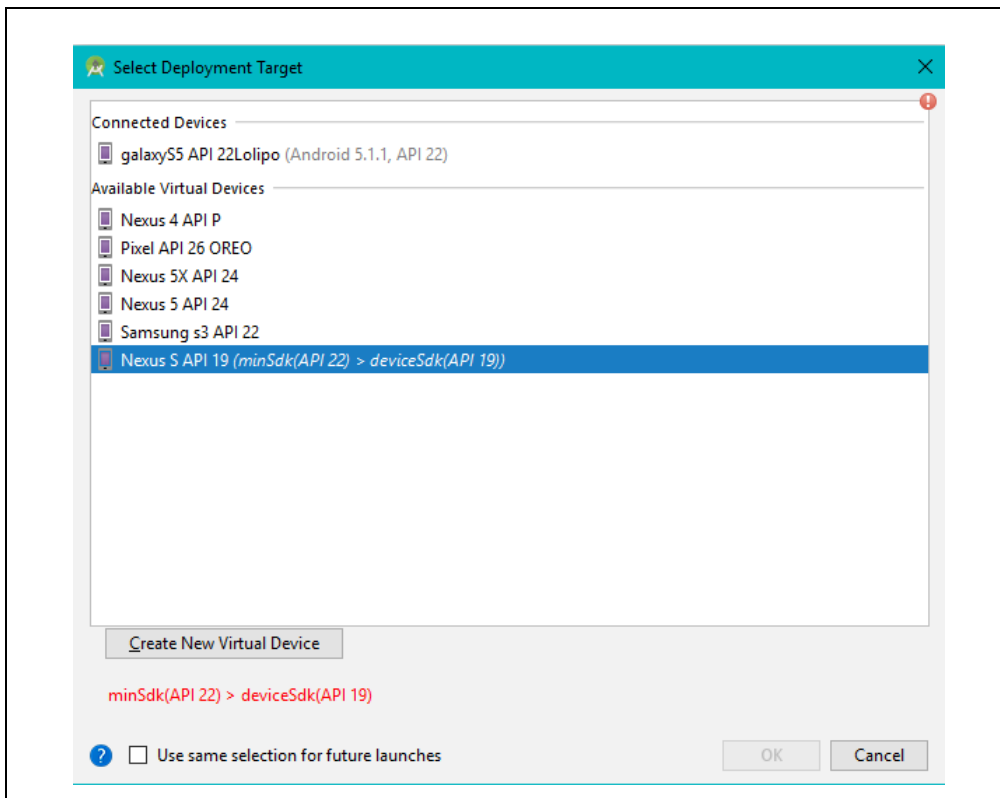 Select Deployment Target
Connected Devices
galaxyS5 API 22Lolipo (Android 5.1.1, API 22)
Available Virtual Devices
Nexus 4 API P
Pixel API 26 OREO
Nexus 5X API 24
Nexus 5 API 24
Samsung s3 API 22
Nexus S API 19 (minSdk(API 22) > deviceSdk(API 19))
Create New Virtual Device
minSdk(API 22) > deviceSdk(API 19)
? Use same selection for future launches OK Cancel